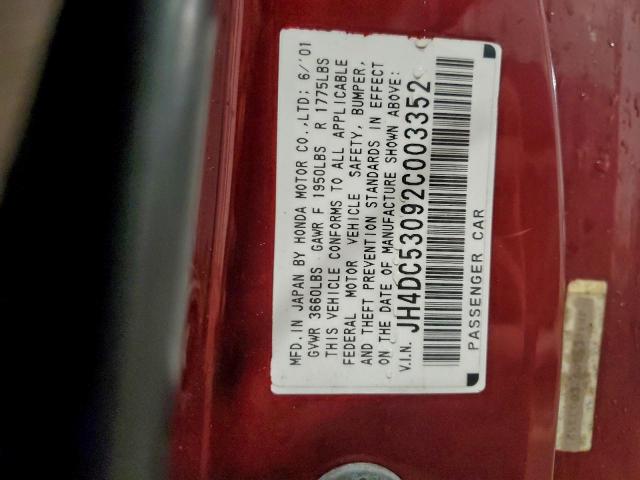 MFD. IN JAPAN BY HONDA MOTOR CO.,LTD; 6/'01
GVWR 3660LBS GAWR F 1950LBS R 1775LBS
THIS VEHICLE CONFORMS TO ALL APPLICABLE
FEDERAL MOTOR VEHICLE SAFETY, BUMPER,
AND THEFT PREVENTION STANDARDS IN EFFECT
ON THE DATE OF MANUFACTURE SHOWN ABOVE:
V.I.N. JH4DC53092C003352
PASSENGER CAR